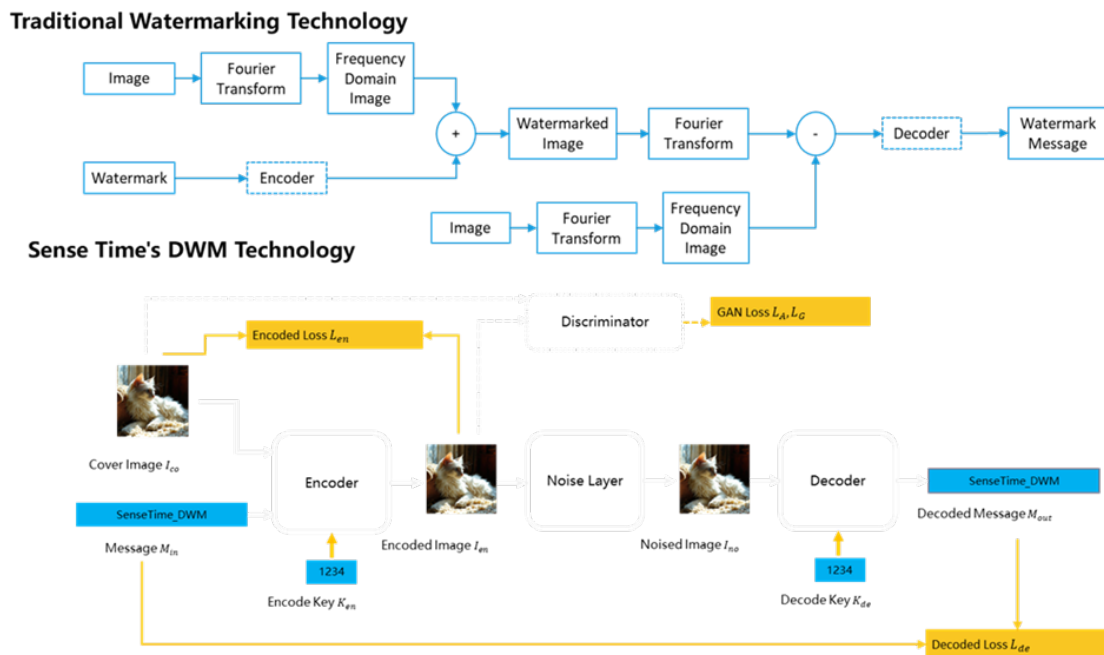 Traditional Watermarking Technology
Image
Fourier
Transform
Frequency
Domain
Image
+
Watermark
Encoder
Watermarked
Image
Fourier
Transform
-
Decoder
Watermark
Message
Image
Fourier
Transform
Frequency
Domain
Image
Sense Time's DWM Technology
Encoded Loss L_en
Discriminator
GAN Loss L_A, L_G
Cover Image I_co
SenseTime_DWM
Message M_in
Encoder
1234
Encode Key K_en
Encoded Image I_en
Noise Layer
Noised Image I_no
Decoder
1234
Decode Key K_de
SenseTime_DWM
Decoded Message M_out
Decoded Loss L_de